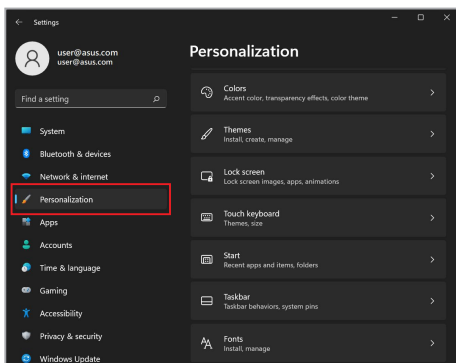 Settings
user@asus.com
user@asus.com
Find a setting
System
Bluetooth & devices
Network & internet
Personalization
Apps
Accounts
Time & language
Gaming
Accessibility
Privacy & security
Windows Update
Personalization
Colors
Accent color, transparency effects, color theme
Themes
Install, create, manage
Lock screen
Lock screen images, apps, animations
Touch keyboard
Themes, size
Start
Recent apps and items, folders
Taskbar
Taskbar behaviors, system pins
Fonts
Install, manage